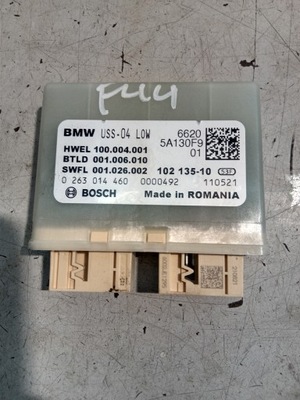 F44
BMW USS-04 LOW 6620
5A130F9
01
HWEL 100.004.001
BTLD 001.006.010
SWFL 001.026.002 102 135-10 537
0 263 014 460 0000492 110521
BOSCH Made in ROMANIA